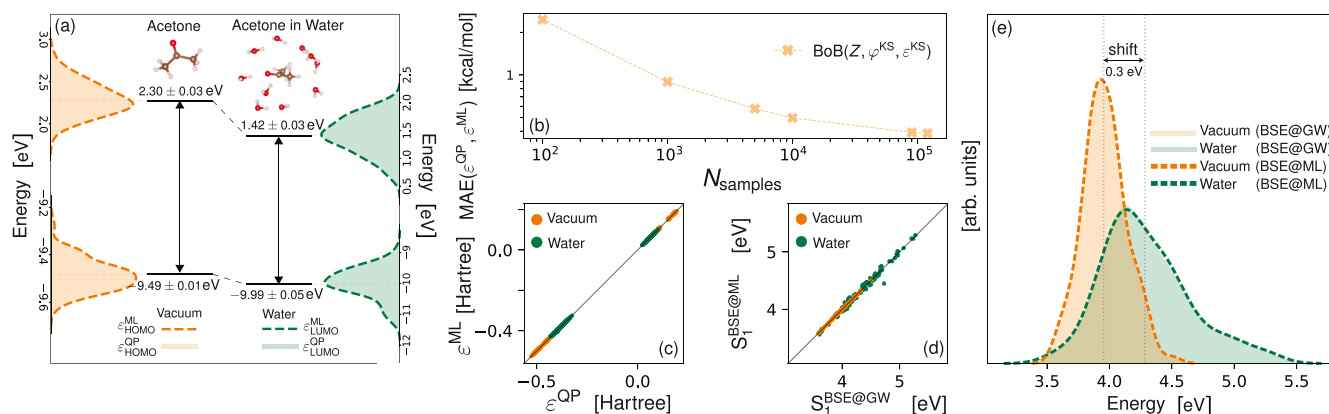 (a)
Acetone
Acetone in Water
Energy [eV]
3.0
2.5
2.0
−9.2
−9.4
−9.6
2.30 ± 0.03 eV
1.42 ± 0.03 eV
−9.49 ± 0.01 eV
−9.99 ± 0.05 eV
Vacuum
Water
ε^ML_HOMO
ε^ML_LUMO
ε^QP_HOMO
ε^QP_LUMO
2.5
2.0
1.5
1.0
0.5
−9
−10
−11
−12
Energy [eV]
(b)
MAE(ε^QP, ε^ML) [kcal/mol]
1
BoB(Z, φ^KS, ε^KS)
10^2
10^3
10^4
10^5
N_samples
(c)
Vacuum
Water
ε^ML [Hartree]
0.0
−0.4
−0.5
0.0
ε^QP [Hartree]
(d)
Vacuum
Water
S_1^BSE@ML [eV]
5
4
4
5
S_1^BSE@GW [eV]
(e)
shift
0.3 eV
Vacuum (BSE@GW)
Water (BSE@GW)
Vacuum (BSE@ML)
Water (BSE@ML)
[arb. units]
3.5
4.0
4.5
5.0
5.5
Energy [eV]